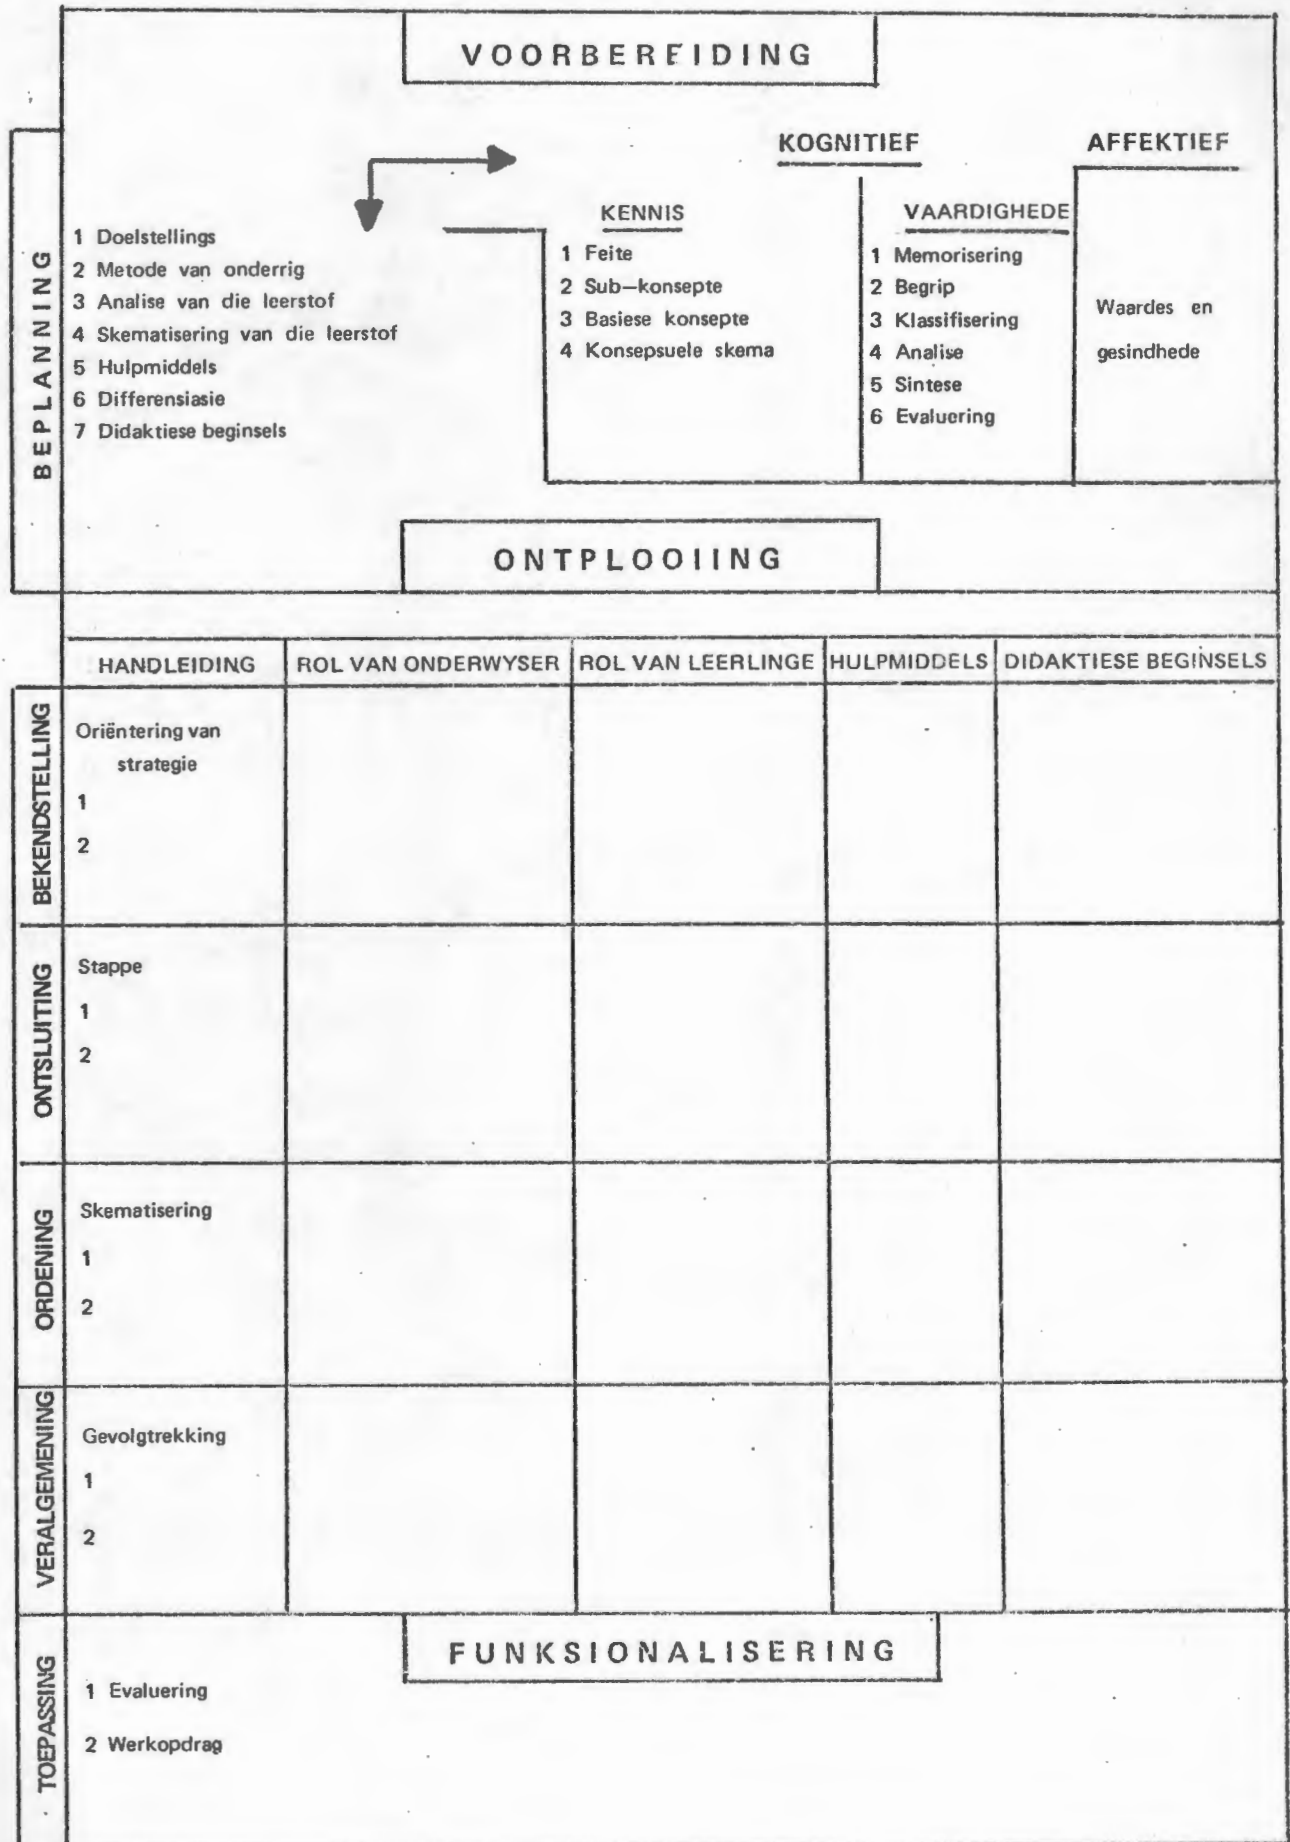 VOORBEREIDING
BEPLANNING
KOGNITIEF
AFFEKTIEF
1 Doelstellings
2 Metode van onderrig
3 Analise van die leerstof
4 Skematisering van die leerstof
5 Hulpmiddels
6 Differensiasie
7 Didaktiese beginsels
KENNIS
1 Feite
2 Sub-konsepte
3 Basiese konsepte
4 Konsepsuele skema
VAARDIGHEDE
1 Memorisering
2 Begrip
3 Klassifisering
4 Analise
5 Sintese
6 Evaluering
Waardes en
gesindhede
ONTPLOOIING
HANDLEIDING ROL VAN ONDERWYSER ROL VAN LEERLINGE HULPMIDDELS DIDAKTIESE BEGINSELS
BEKENDSTELLING
Oriëntering van
strategie
1
2
ONTSLUITING
Stappe
1
2
ORDENING
Skematisering
1
2
VERALGEMENING
Gevolgtrekking
1
2
FUNKSIONALISERING
TOEPASSING
1 Evaluering
2 Werkopdrag